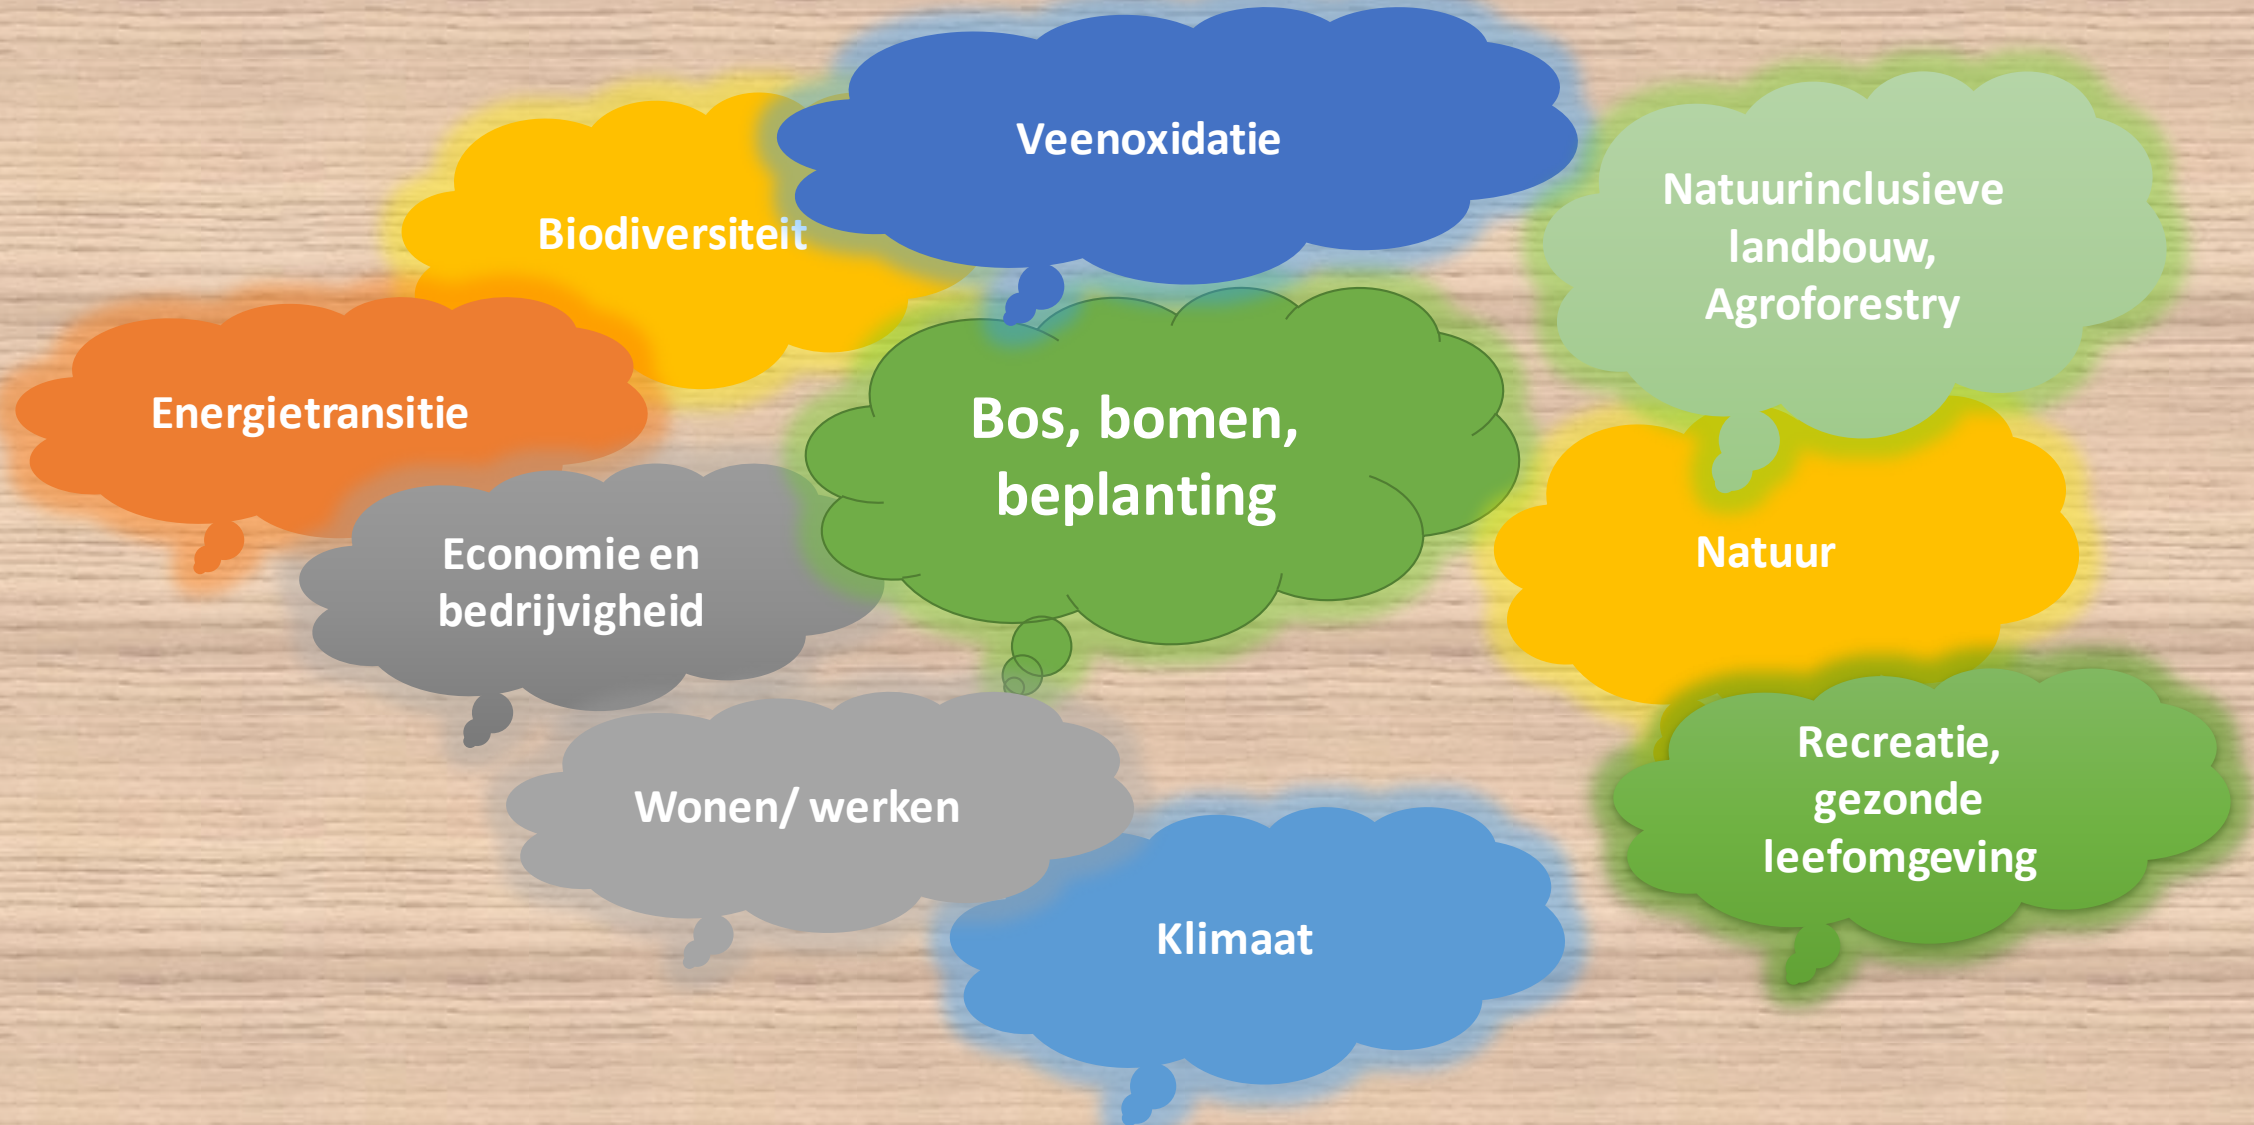 Veenoxidatie
Biodiversiteit
Natuurinclusieve
landbouw,
Agroforestry
Energietransitie
Bos, bomen,
beplanting
Economie en
bedrijvigheid
Natuur
Wonen/ werken
Recreatie,
gezonde
leefomgeving
Klimaat